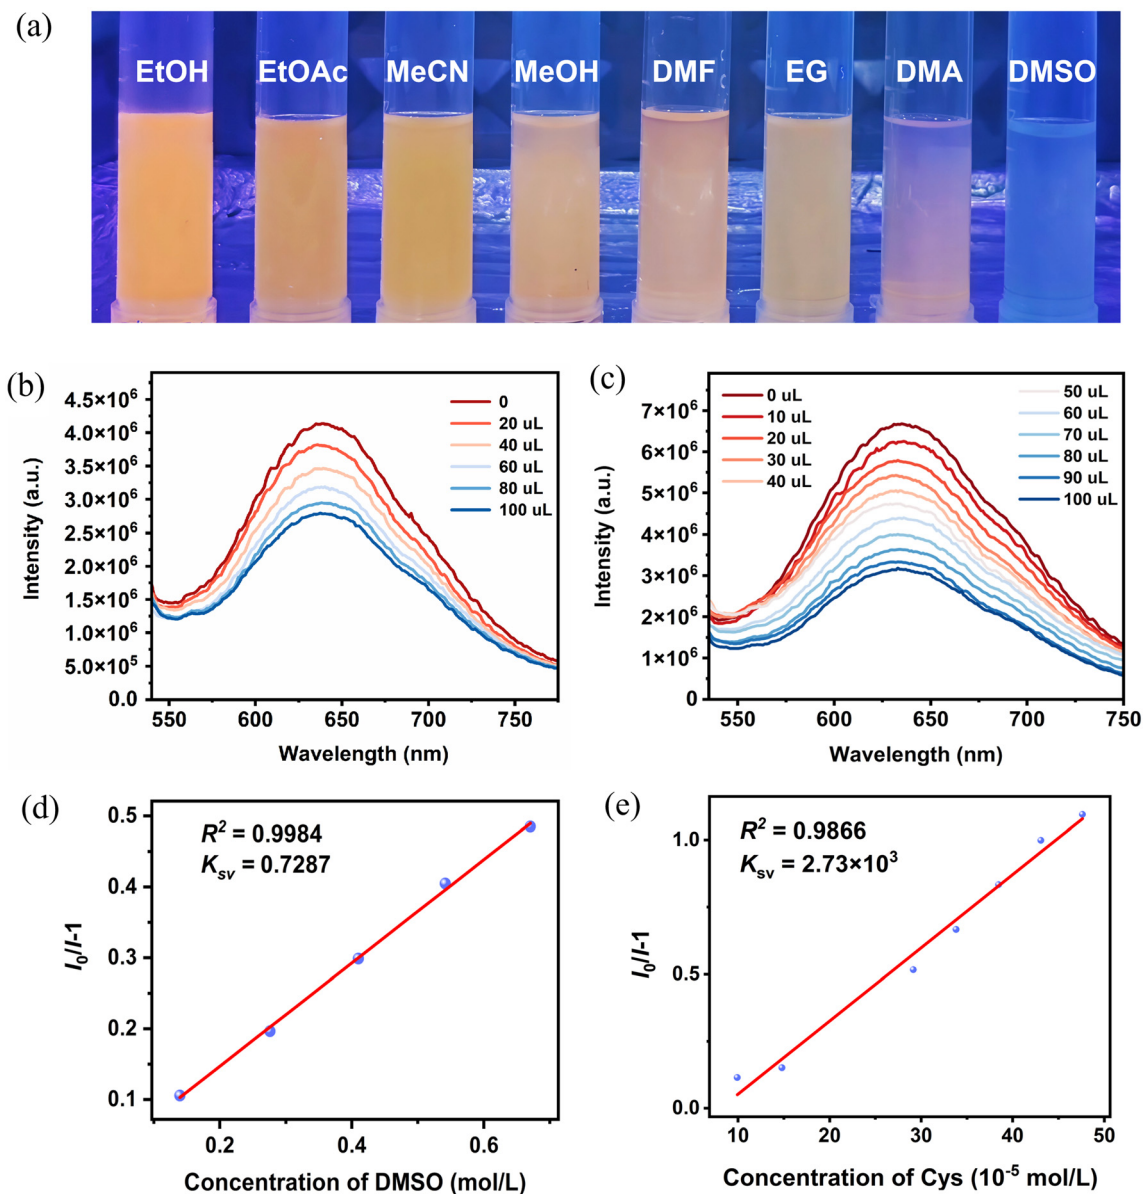 (a)
EtOH EtOAc MeCN MeOH DMF EG DMA DMSO
(b)
4.5×10⁶
4.0×10⁶
3.5×10⁶
3.0×10⁶
2.5×10⁶
2.0×10⁶
1.5×10⁶
1.0×10⁶
5.0×10⁵
0.0
Intensity (a.u.)
0
20 uL
40 uL
60 uL
80 uL
100 uL
550 600 650 700 750
Wavelength (nm)
(c)
7×10⁶
6×10⁶
5×10⁶
4×10⁶
3×10⁶
2×10⁶
1×10⁶
0
Intensity (a.u.)
0 uL
10 uL
20 uL
30 uL
40 uL
50 uL
60 uL
70 uL
80 uL
90 uL
100 uL
550 600 650 700 750
Wavelength (nm)
(d)
0.5
0.4
0.3
0.2
0.1
I₀/I-1
R² = 0.9984
Ksv = 0.7287
0.2 0.4 0.6
Concentration of DMSO (mol/L)
(e)
1.0
0.5
0.0
I₀/I-1
R² = 0.9866
Ksv = 2.73×10³
10 20 30 40 50
Concentration of Cys (10⁻⁵ mol/L)